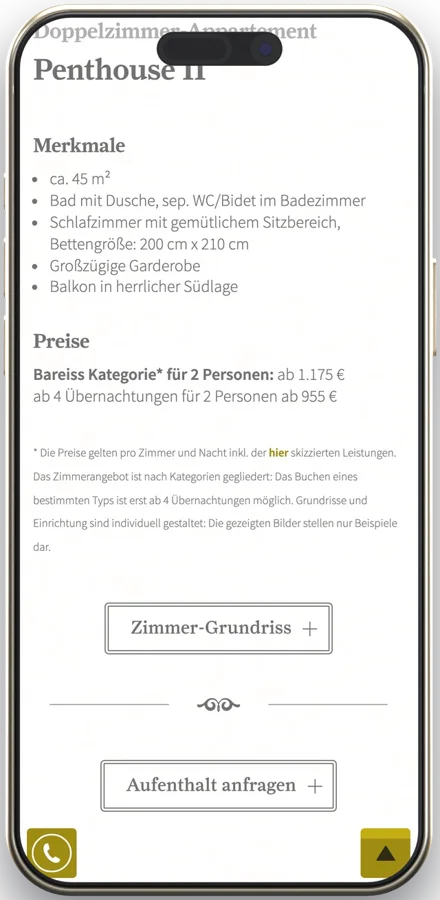 Doppelzimmer-Appartement
Penthouse II
Merkmale
• ca. 45 m²
• Bad mit Dusche, sep. WC/Bidet im Badezimmer
• Schlafzimmer mit gemütlichem Sitzbereich,
Bettengröße: 200 cm x 210 cm
• Großzügige Garderobe
• Balkon in herrlicher Südlage
Preise
Bareiss Kategorie* für 2 Personen: ab 1.175 €
ab 4 Übernachtungen für 2 Personen ab 955 €
* Die Preise gelten pro Zimmer und Nacht inkl. der hier skizzierten Leistungen.
Das Zimmerangebot ist nach Kategorien gegliedert: Das Buchen eines
bestimmten Typs ist erst ab 4 Übernachtungen möglich. Grundrisse und
Einrichtung sind individuell gestaltet: Die gezeigten Bilder stellen nur Beispiele
dar.
Zimmer-Grundriss +
Aufenthalt anfragen +